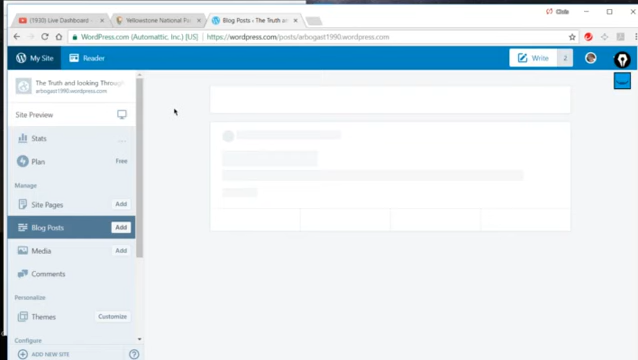 Chris
(1930) Live Dashboard
Yellowstone National F
Blog Posts ‹ The Truth an
WordPress.com (Automattic, Inc.) [US]
https://wordpress.com/posts/arbogast1990.wordpress.com
My Site
Reader
Write
2
The Truth and looking Through
arbogast1990.wordpress.com
Site Preview
Stats
Plan
Free
Manage
Site Pages
Add
Blog Posts
Add
Media
Add
Comments
Personalize
Themes
Customize
Configure
ADD NEW SITE